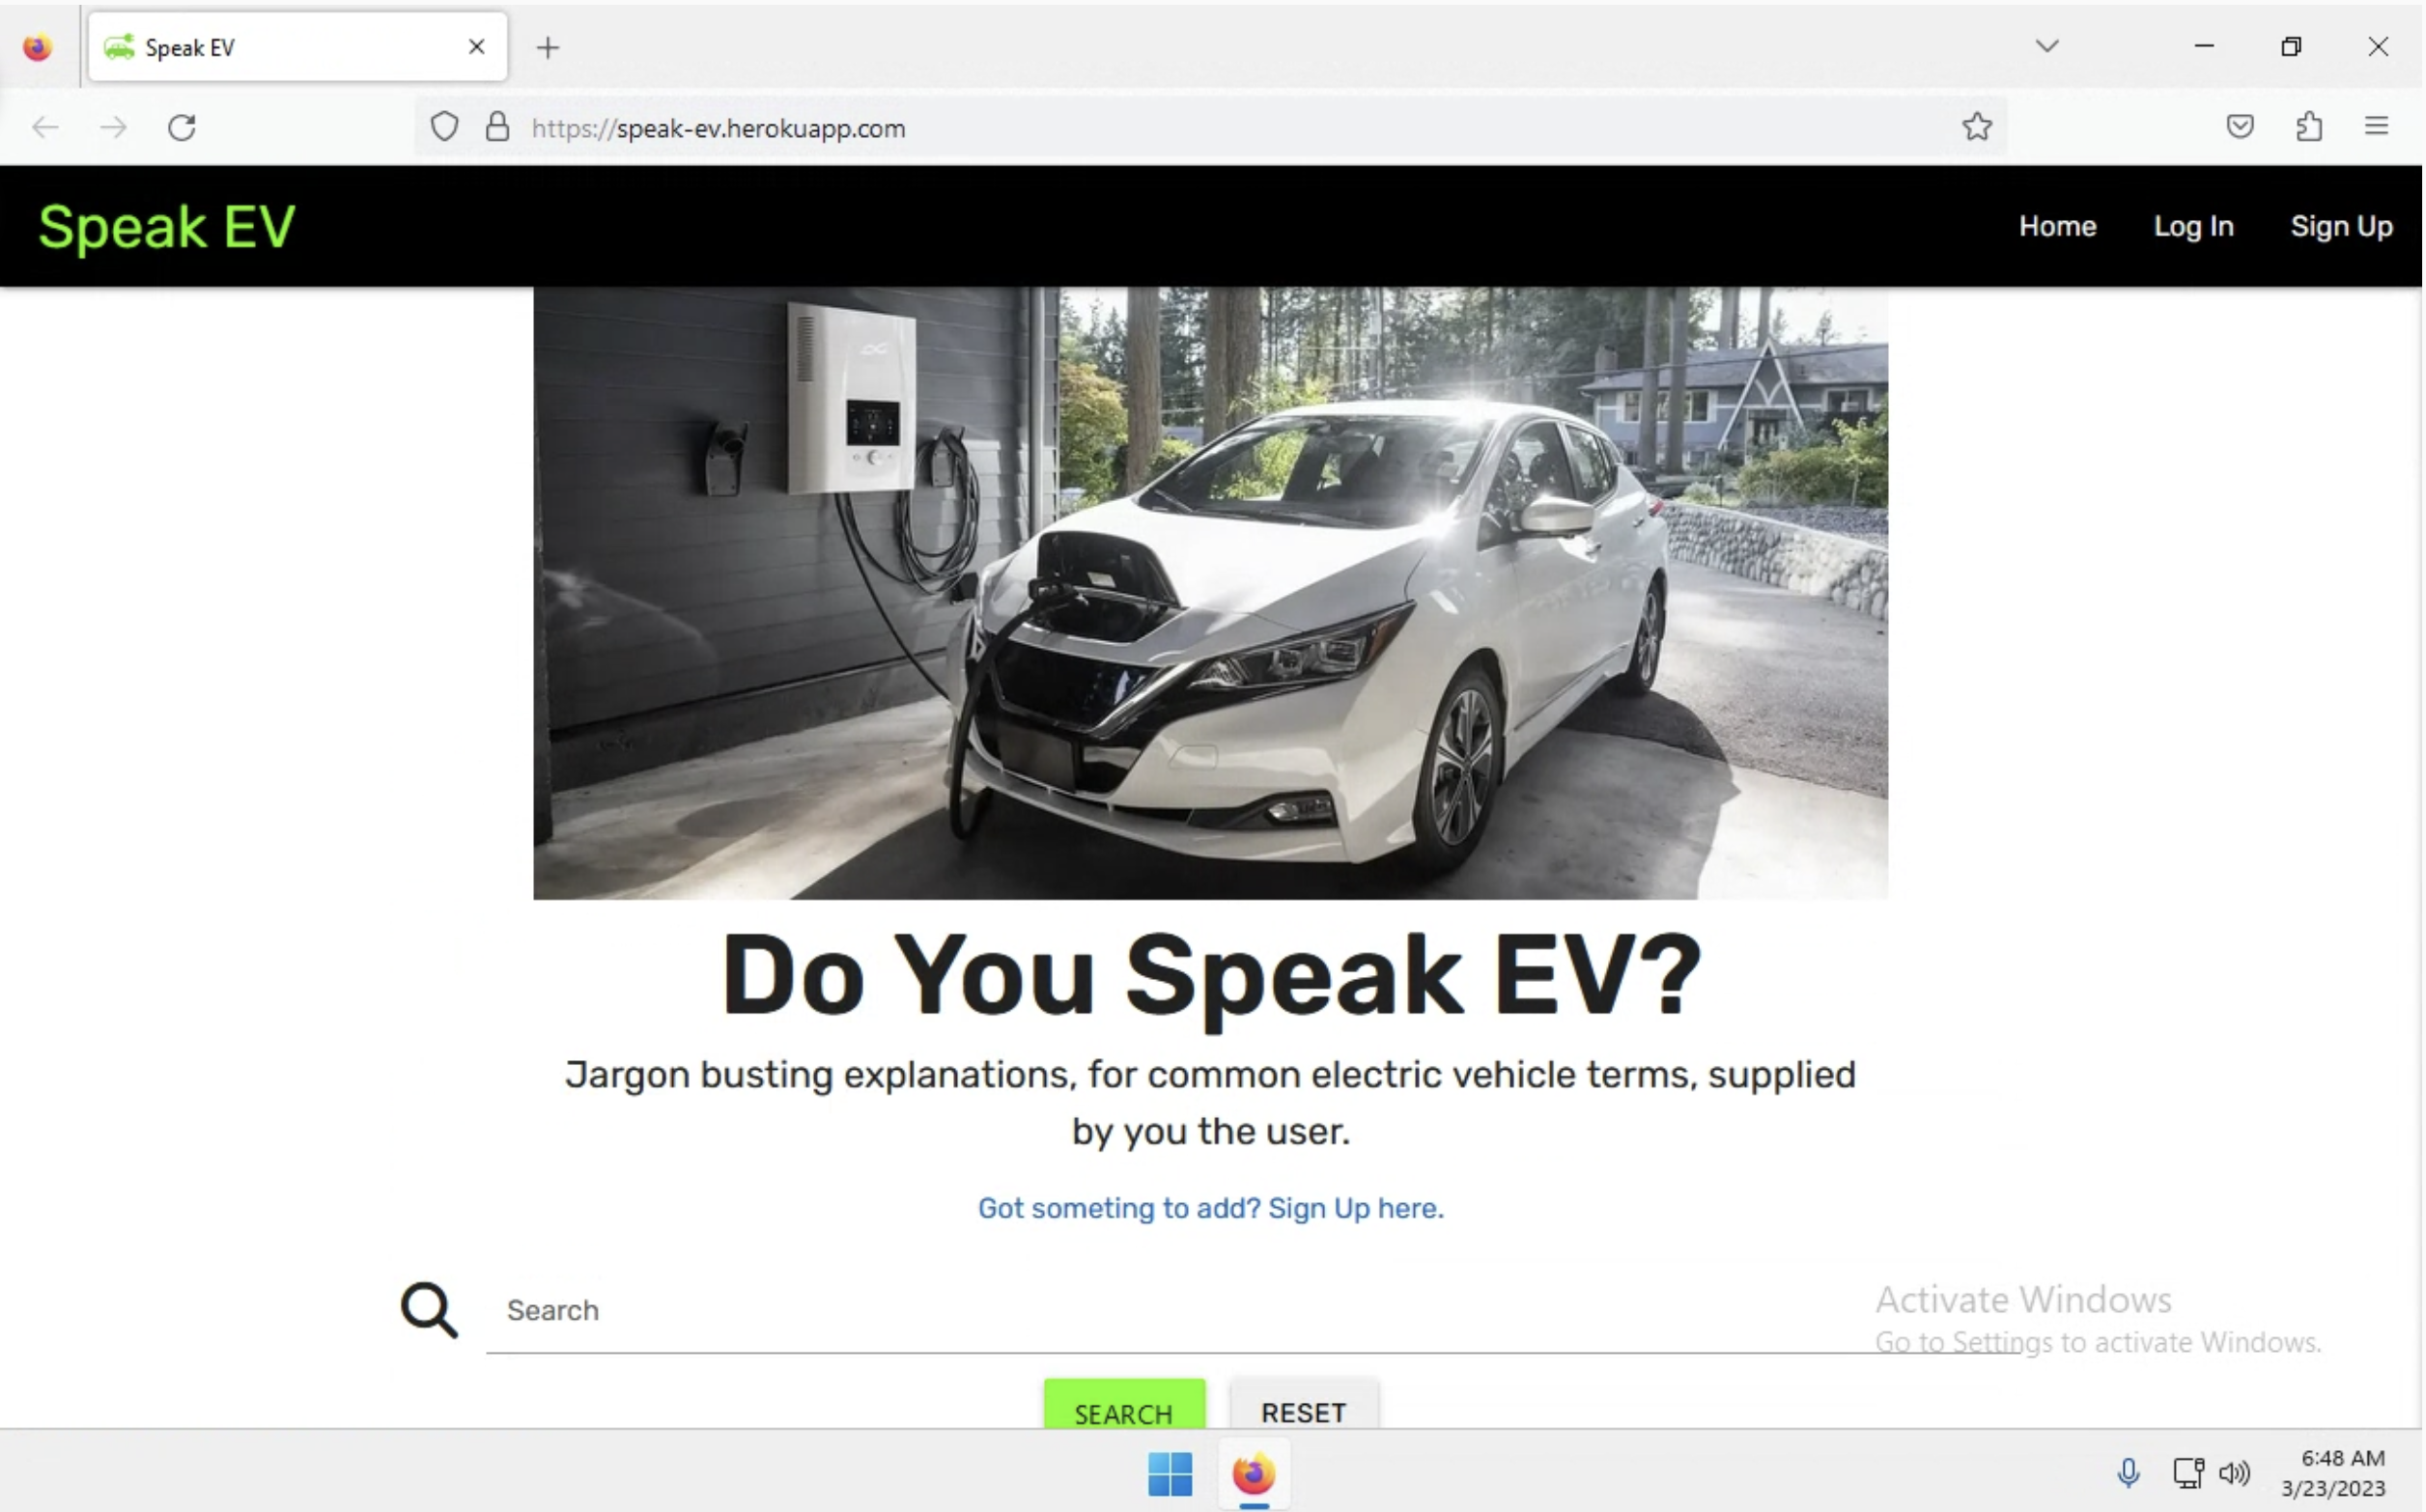 Speak EV
https://speak-ev.herokuapp.com
Speak EV
Home
Log In
Sign Up
Do You Speak EV?
Jargon busting explanations, for common electric vehicle terms, supplied
by you the user.
Got someting to add? Sign Up here.
Search
Activate Windows
Go to Settings to activate Windows.
SEARCH
RESET
6:48 AM
3/23/2023